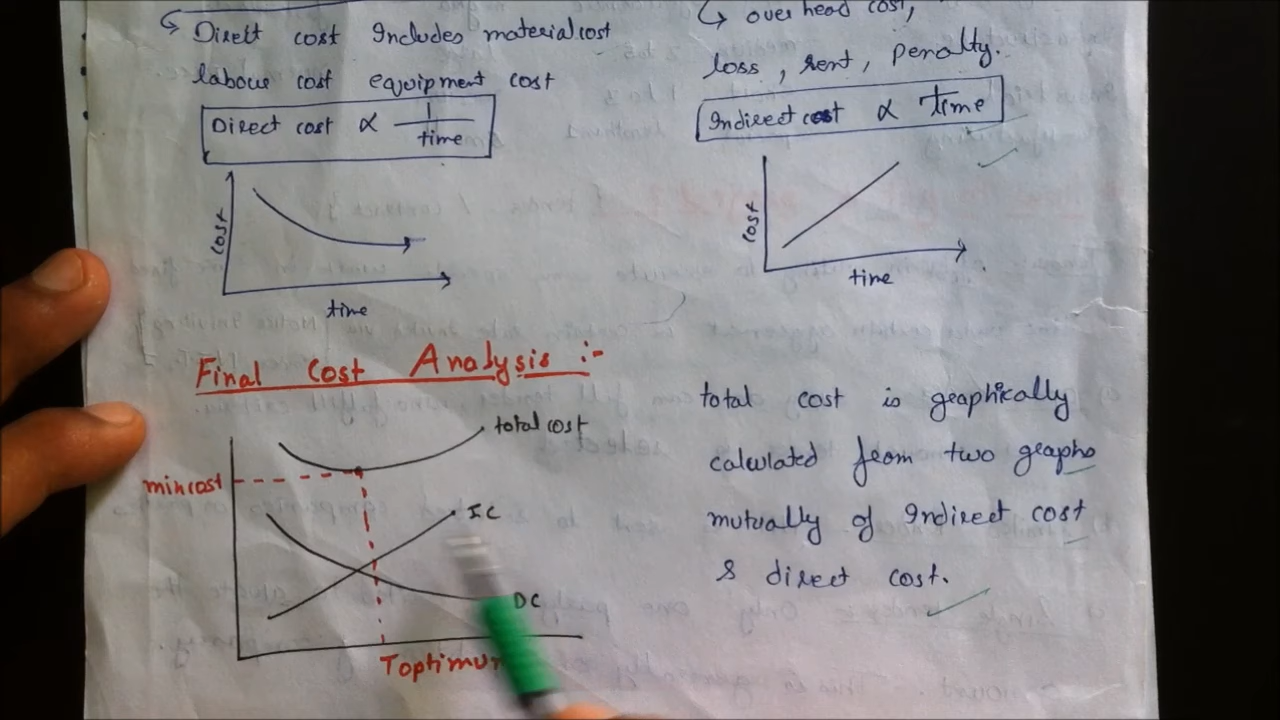 Direct cost Includes material cost
labour cost equipment cost
Direct cost ∝ 1/time
cost
time
over head cost,
loss, rent, penalty.
Indirect cost ∝ Time
cost
time
Final Cost Analysis :-
total cost
min cost
IC
DC
total cost is graphically
calculated from two graphs
mutually of Indirect cost
& direct cost.